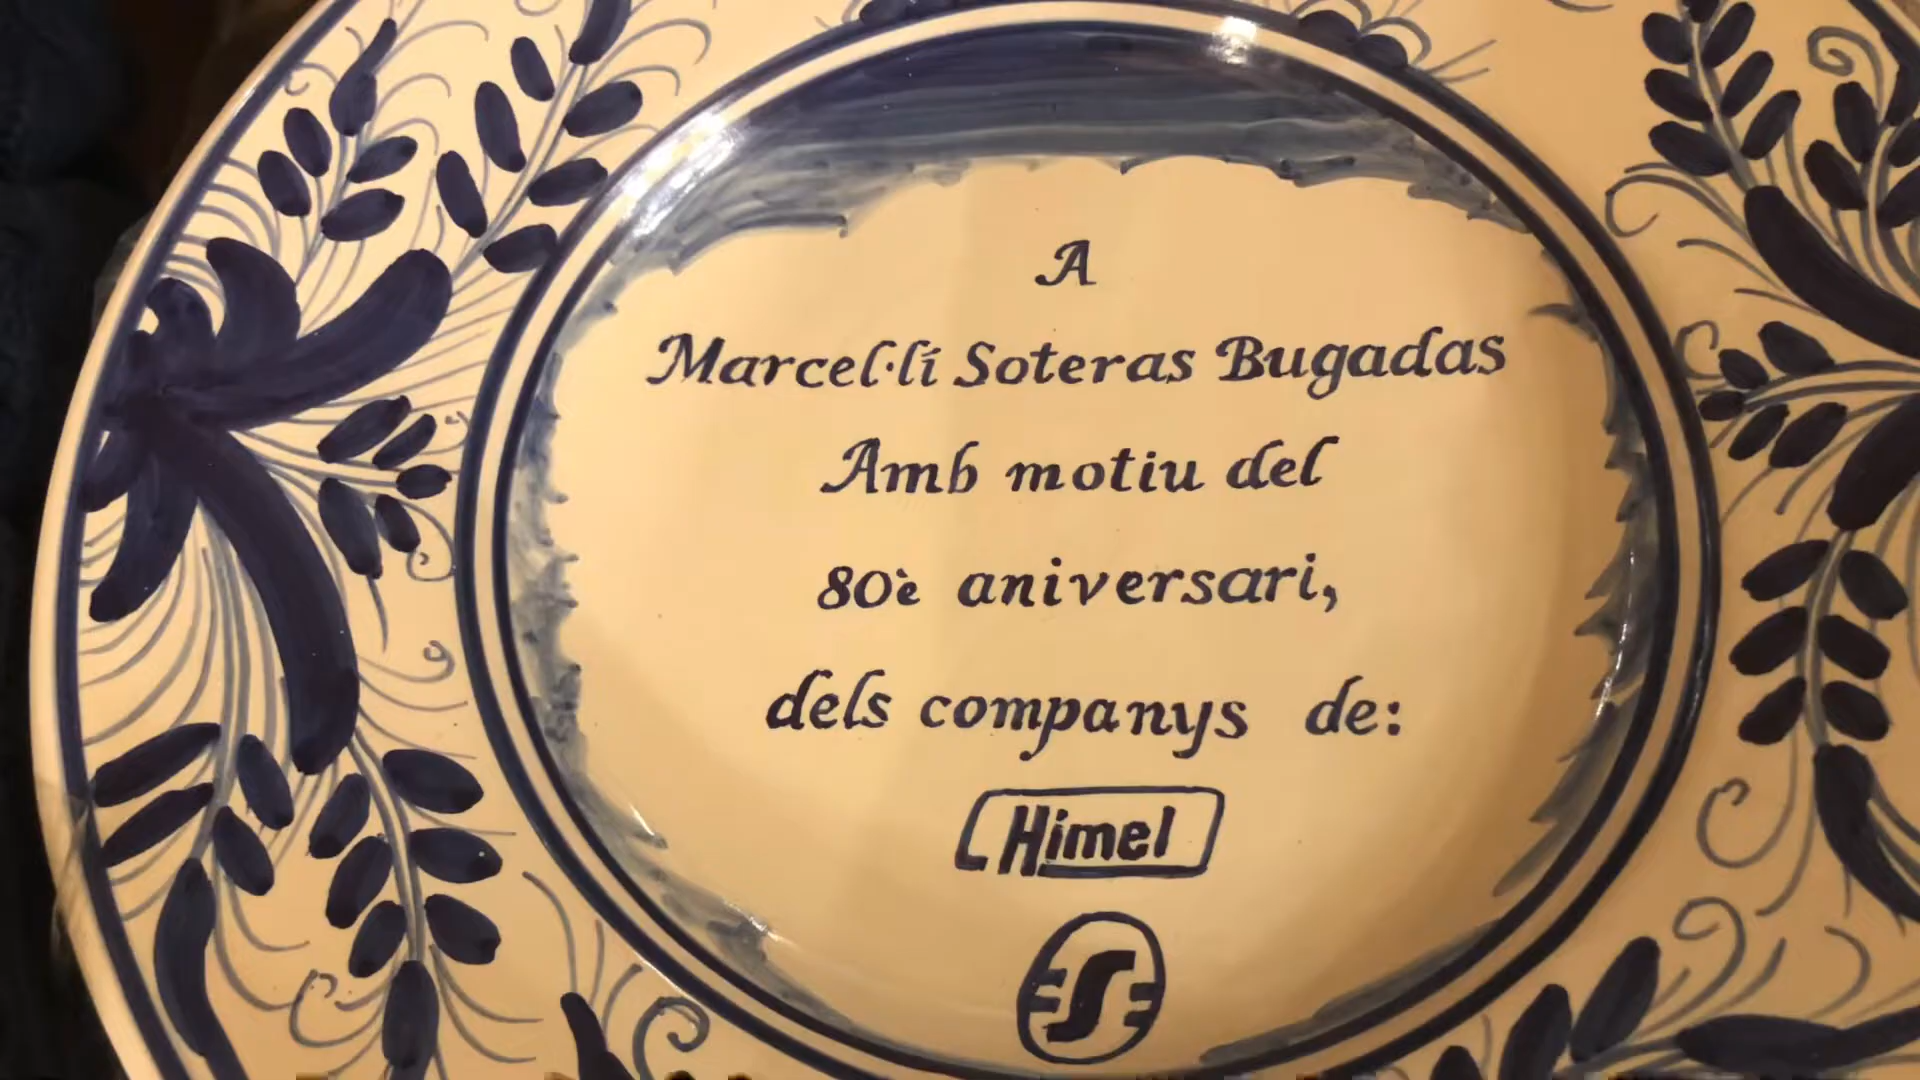 A
Marcel·lí Soteras Bugadas
Amb motiu del
80è aniversari,
dels companys de:
Himel
S